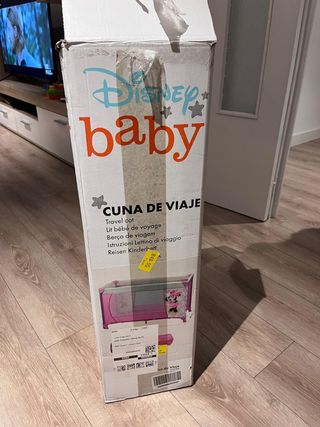 Disney
baby
CUNA DE VIAJE
Travel cot
Lit bébé de voyage
Berço de viagem
Istruzioni Lettino di viaggio
Reisen Kinderbett